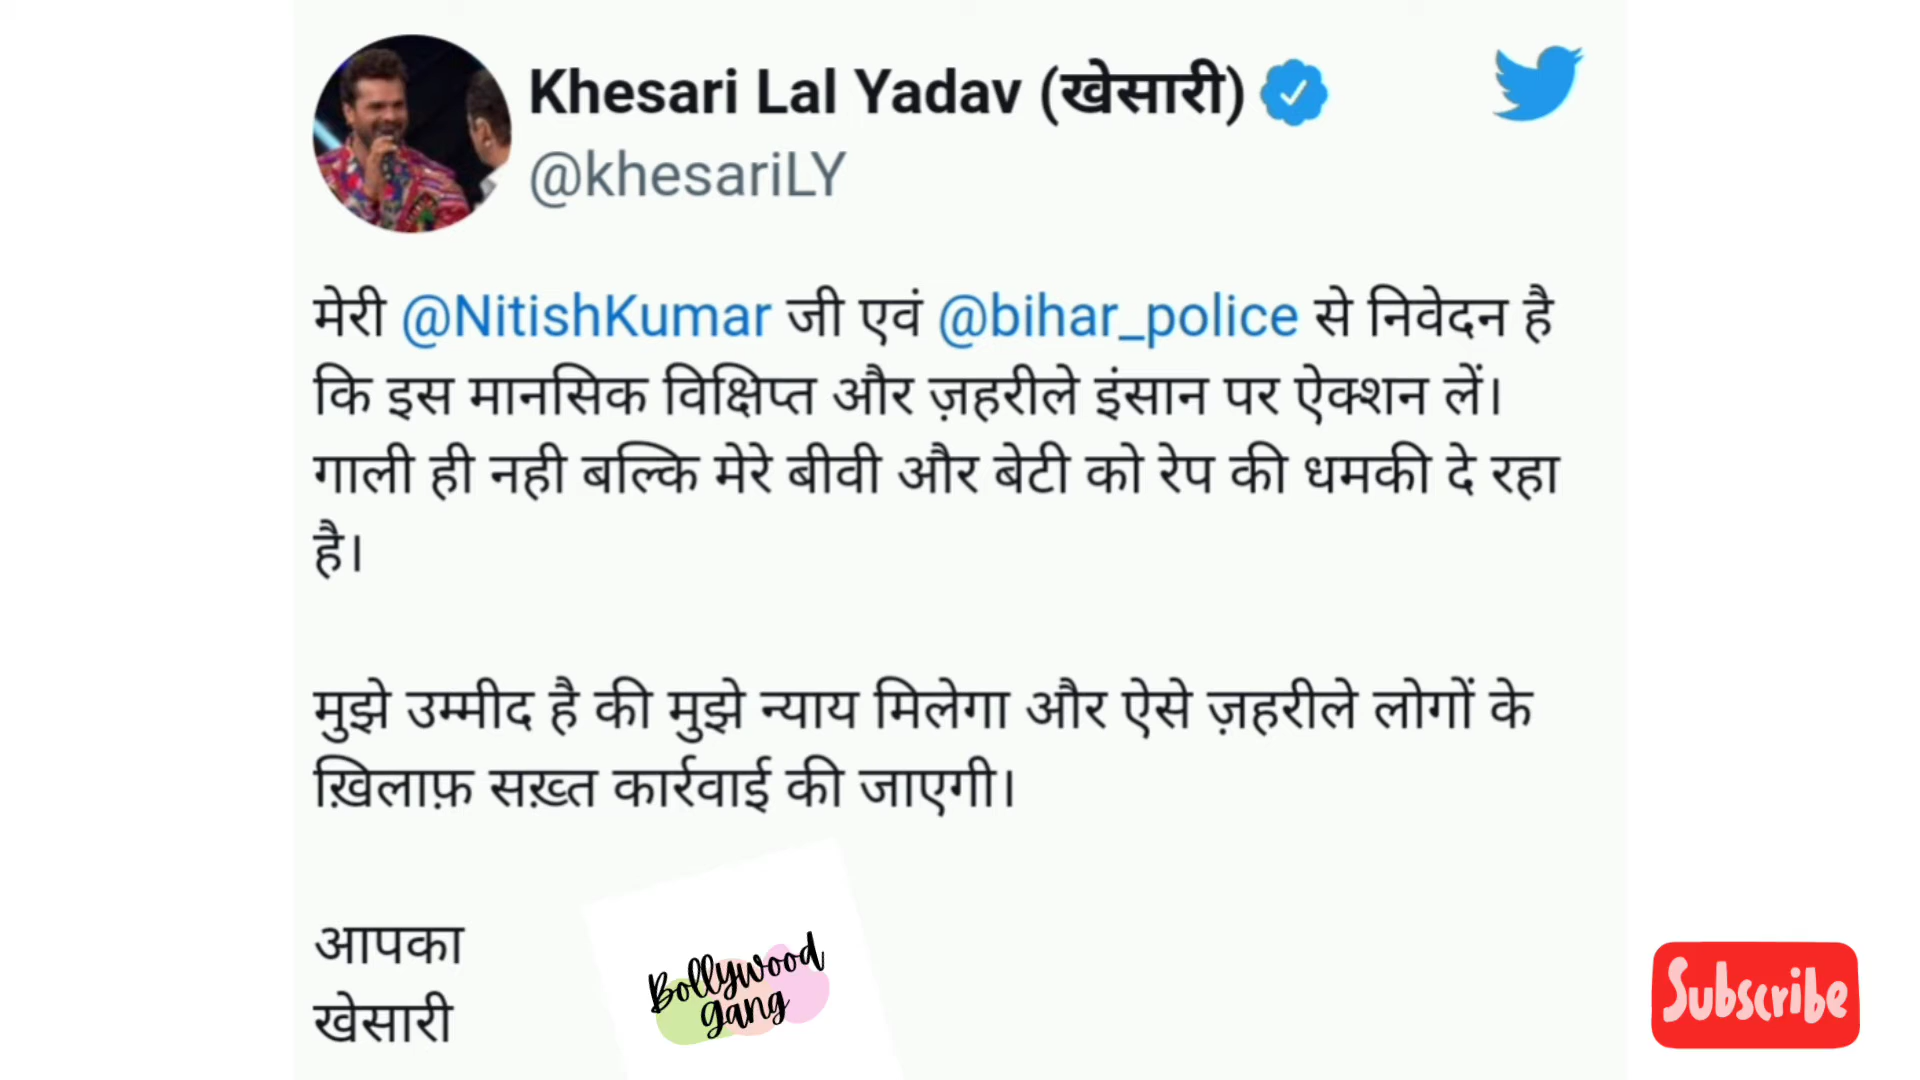 Khesari Lal Yadav (खेसारी)
@khesariLY
मेरी @NitishKumar जी एवं @bihar_police से निवेदन है
कि इस मानसिक विक्षिप्त और ज़हरीले इंसान पर ऐक्शन लें।
गाली ही नही बल्कि मेरे बीवी और बेटी को रेप की धमकी दे रहा
है।
मुझे उम्मीद है की मुझे न्याय मिलेगा और ऐसे ज़हरीले लोगों के
ख़िलाफ़ सख़्त कार्रवाई की जाएगी।
आपका
खेसारी
Bollywood
gang
Subscribe